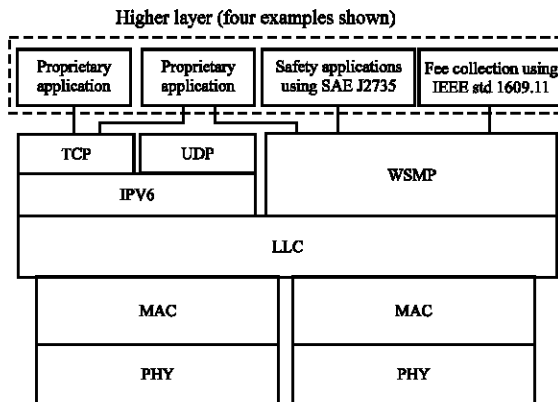 Higher layer (four examples shown)
Proprietary
application
Proprietary
application
Safety applications
using SAE J2735
Fee collection using
IEEE std 1609.11
TCP
UDP
WSMP
IPV6
LLC
MAC
MAC
PHY
PHY